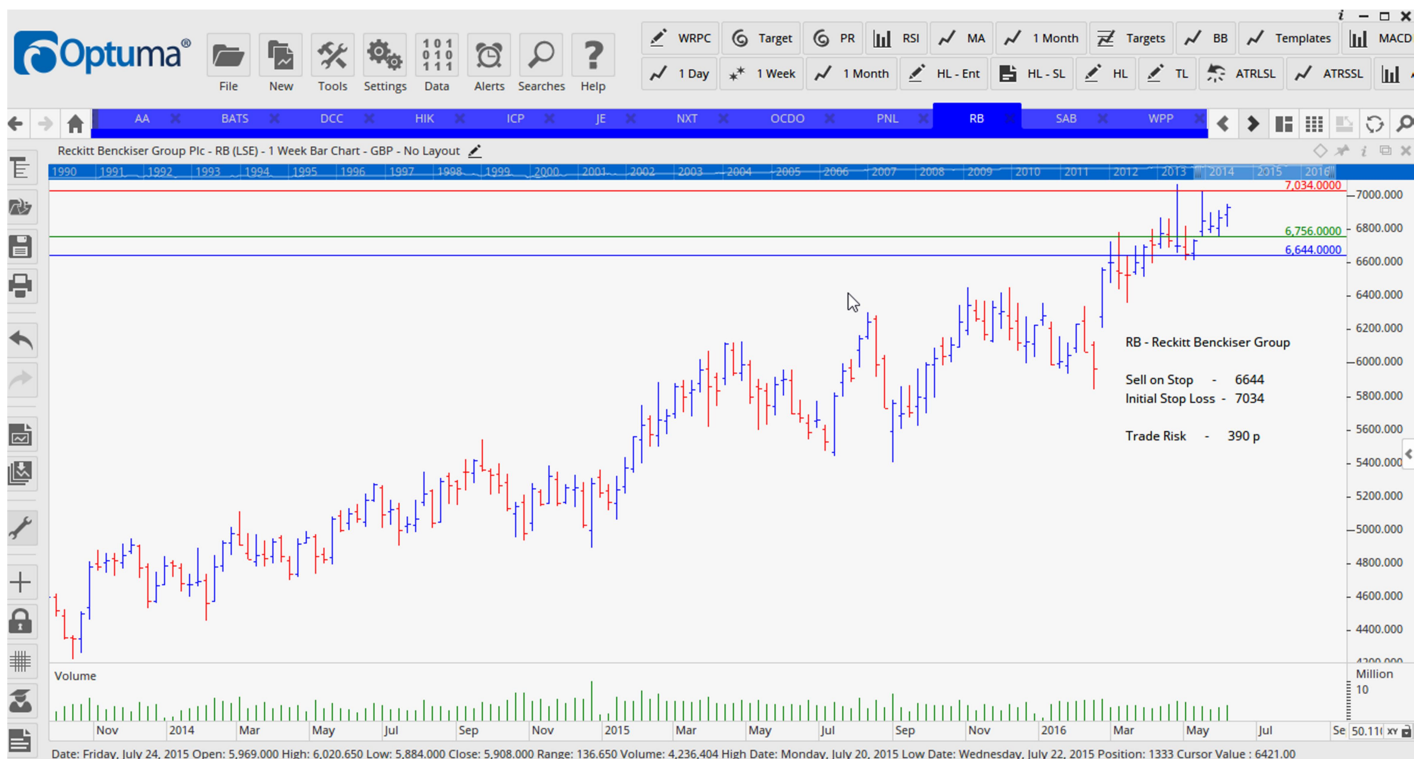 Optuma®
File
New
Tools
Settings
Data
Alerts
Searches
Help
WRPC
Target
PR
RSI
MA
1 Month
Targets
BB
Templates
MACD
1 Day
1 Week
1 Month
HL - Ent
HL - SL
HL
TL
ATRLSL
ATRSSL
AA BATS DCC HIK ICP JE NXT OCDO PNL RB SAB WPP
Reckitt Benckiser Group Plc - RB (LSE) - 1 Week Bar Chart - GBP - No Layout
1990 1991 1992 1993 1994 1995 1996 1997 1998 1999 2000 2001 2002 2003 2004 2005 2006 2007 2008 2009 2010 2011 2012 2013 2014 2015 2016
7,034.0000
6,756.0000
6,644.0000
7000.000
6800.000
6600.000
6400.000
6200.000
6000.000
5800.000
5600.000
5400.000
5200.000
5000.000
4800.000
4600.000
4400.000
4200.000
RB - Reckitt Benckiser Group
Sell on Stop - 6644
Initial Stop Loss - 7034
Trade Risk - 390 p
Volume
Million
10
Nov 2014 Mar May Jul Sep Nov 2015 Mar May Jul Sep Nov 2016 Mar May Jul Se
XY
Date: Friday, July 24, 2015 Open: 5,969.000 High: 6,020.650 Low: 5,884.000 Close: 5,908.000 Range: 136.650 Volume: 4,236,404 High Date: Monday, July 20, 2015 Low Date: Wednesday, July 22, 2015 Position: 1333 Cursor Value : 6421.00